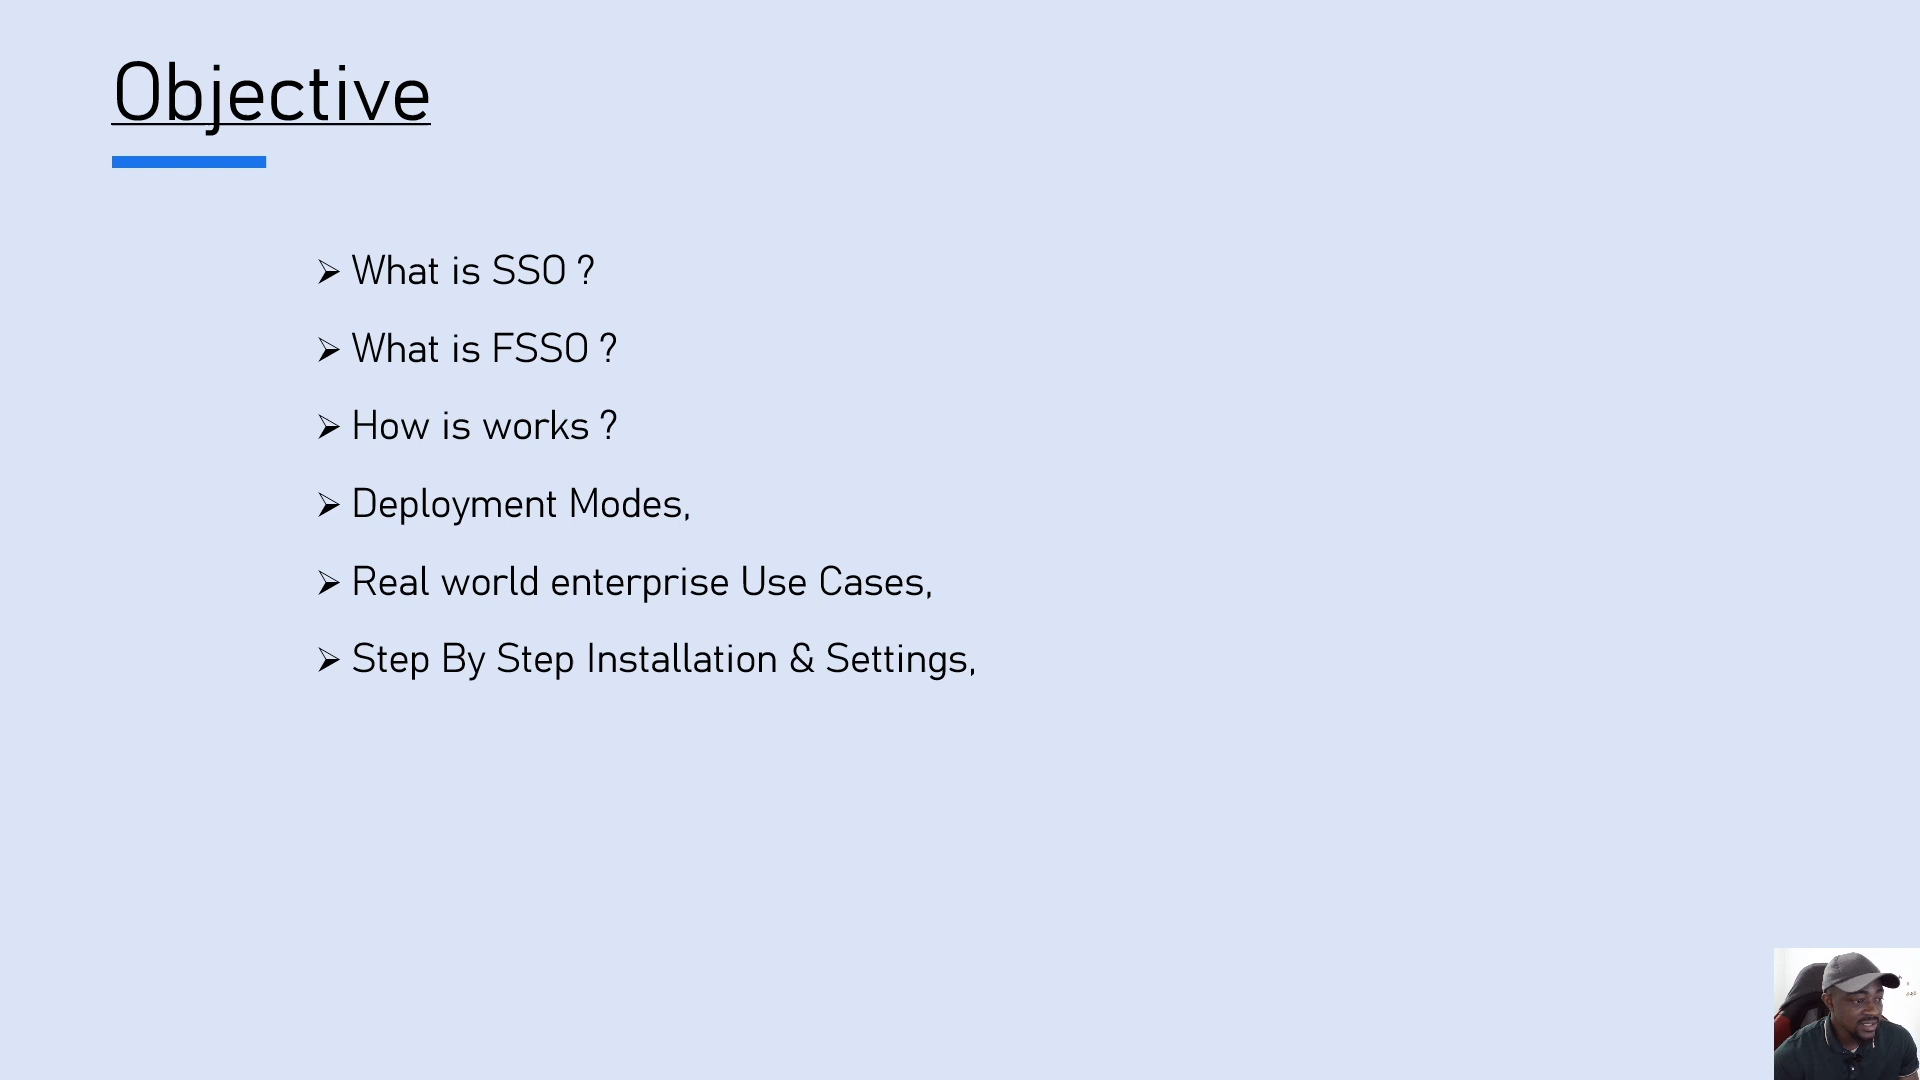 Objective
➢ What is SSO ?
➢ What is FSSO ?
➢ How is works ?
➢ Deployment Modes,
➢ Real world enterprise Use Cases,
➢ Step By Step Installation & Settings,